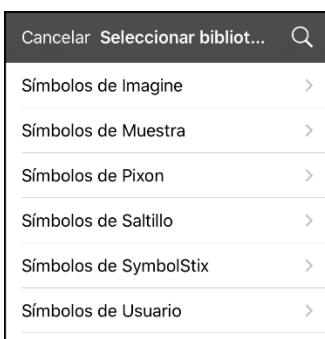 Cancelar Seleccionar bibliot...
Símbolos de Imagine
Símbolos de Muestra
Símbolos de Pixon
Símbolos de Saltillo
Símbolos de SymbolStix
Símbolos de Usuario